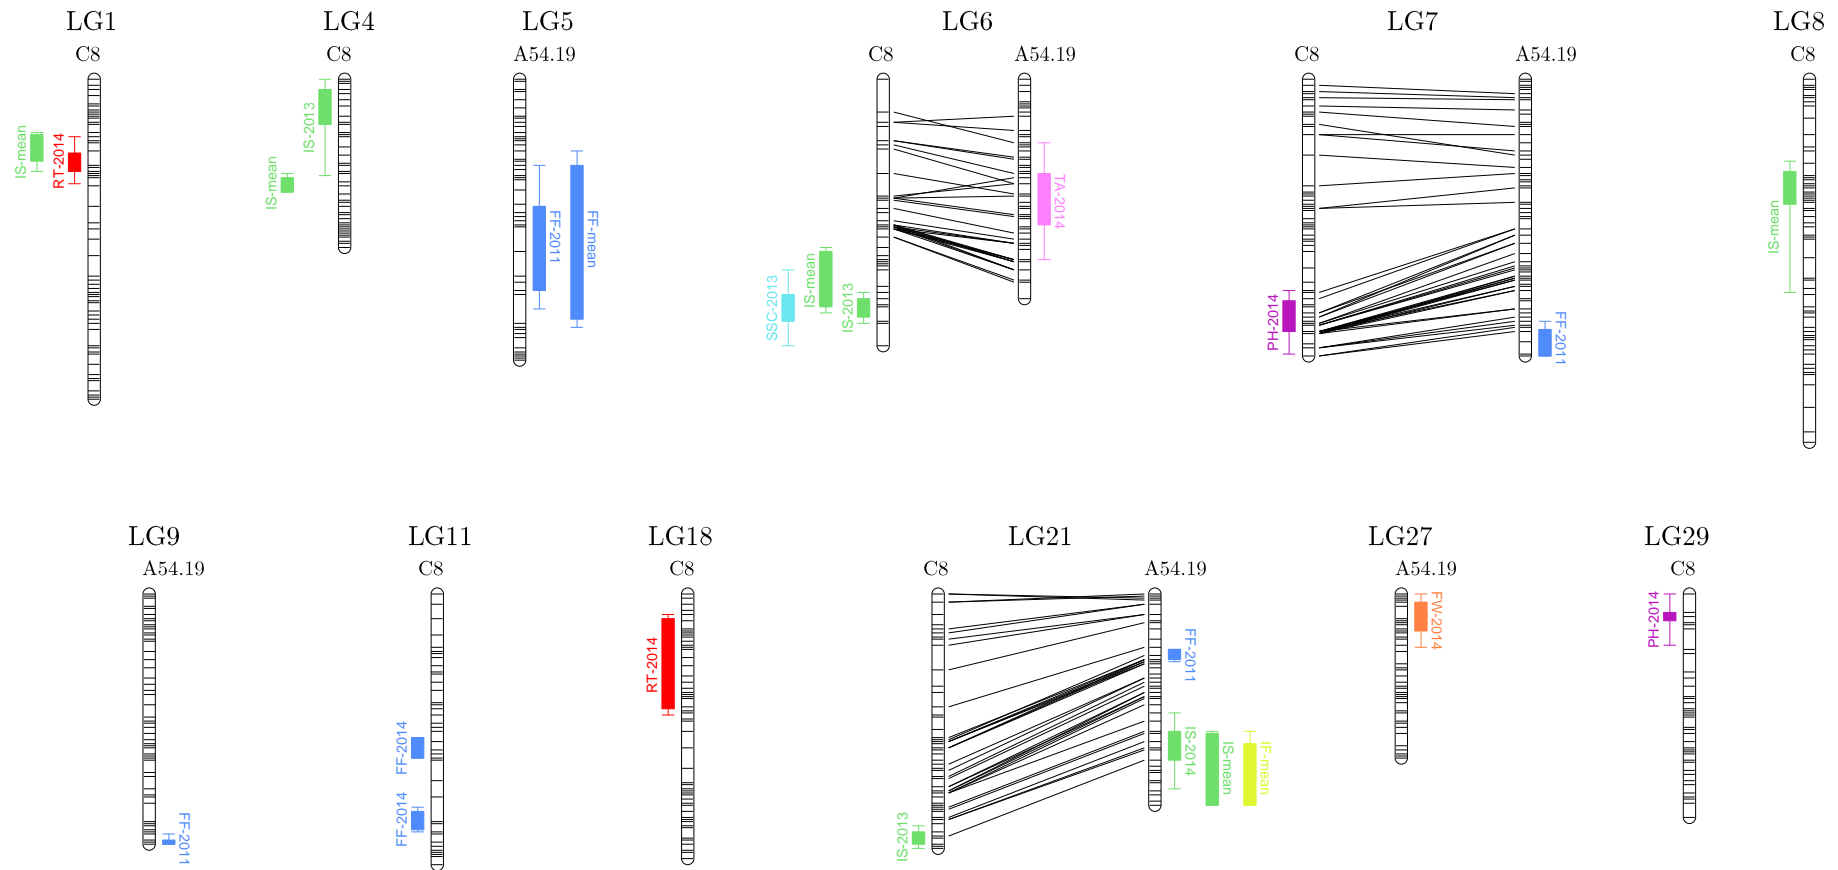 LG1 LG4 LG5 LG6 LG7 LG8
C8 C8 A54.19 C8 A54.19 C8 A54.19 C8
IS-mean
RT-2014
IS-mean
IS-2013
FF-2011
FF-mean
SSC-2013
IS-mean
IS-2013
TA-2014
PH-2014
FF-2011
IS-mean
LG9 LG11 LG18 LG21 LG27 LG29
A54.19 C8 C8 C8 A54.19 A54.19 C8
FF-2011
FF-2014
FF-2014
RT-2014
IS-2013
FF-2011
IS-2014
IS-mean
IF-mean
FW-2014
PH-2014